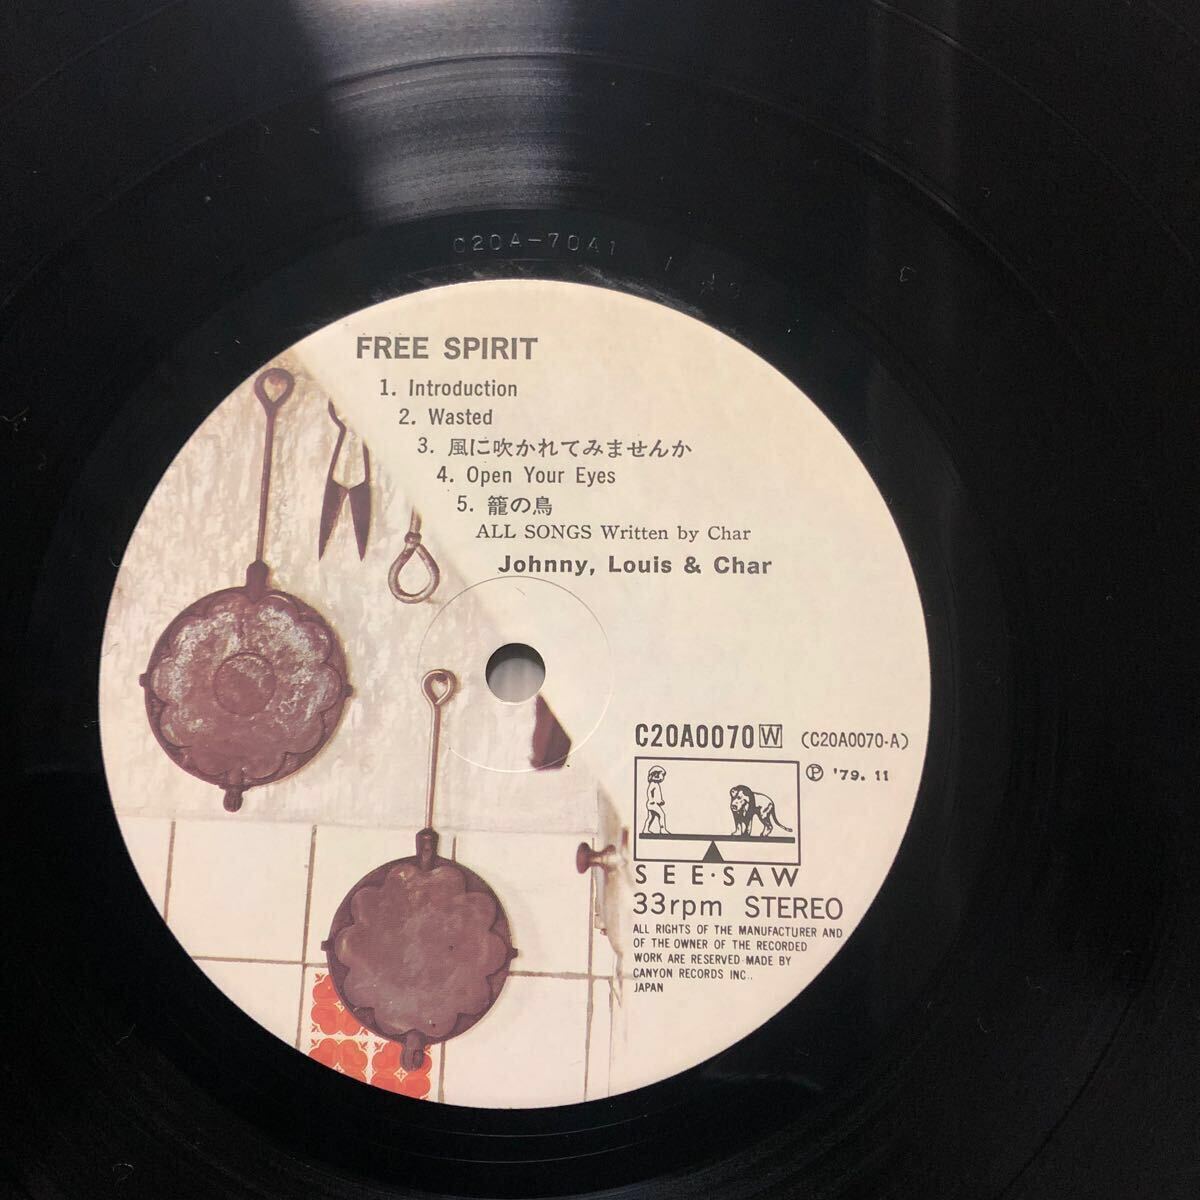 C20A-70A1
FREE SPIRIT
1. Introduction
2. Wasted
3. 風に吹かれてみませんか
4. Open Your Eyes
5. 籠の鳥
ALL SONGS Written by Char
Johnny, Louis & Char
C20A0070 W (C20A0070-A)
Ⓟ '79. 11
SEE·SAW
33rpm STEREO
ALL RIGHTS OF THE MANUFACTURER AND
OF THE OWNER OF THE RECORDED
WORK ARE RESERVED·MADE BY
CANYON RECORDS INC.,
JAPAN